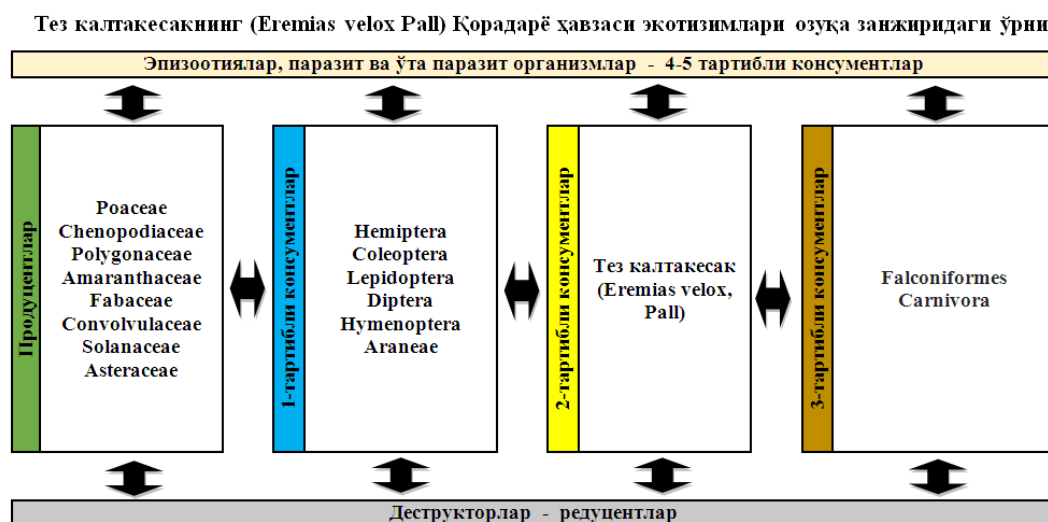 Тез калтакесакнинг (Eremias velox Pall) Қорадарё ҳавзаси экотизимлари озуқа занжиридаги ўрни
Эпизоотиялар, паразит ва ўта паразит организмлар - 4-5 тартибли консументлар
Продуцентлар
Poaceae
Chenopodiaceae
Polygonaceae
Amaranthaceae
Fabaceae
Convolvulaceae
Solanaceae
Asteraceae
1-тартибли консументлар
Hemiptera
Coleoptera
Lepidoptera
Diptera
Hymenoptera
Araneae
2-тартибли консументлар
Тез калтакесак
(Eremias velox,
Pall)
3-тартибли консументлар
Falconiformes
Carnivora
Деструкторлар - редуцентлар